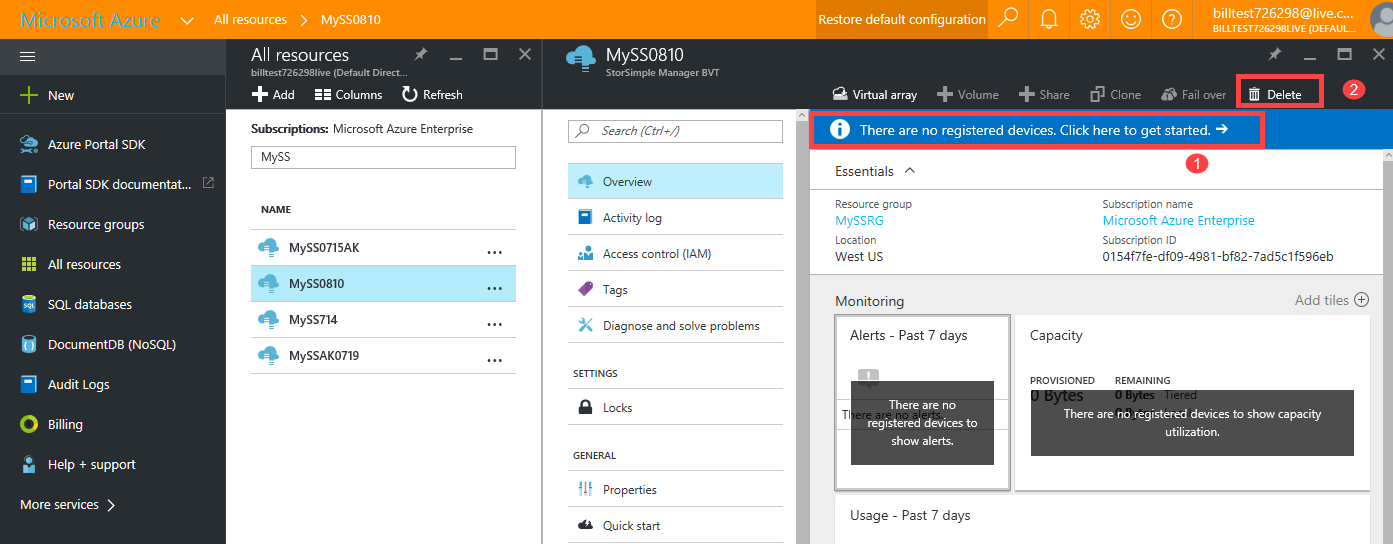 Microsoft Azure
All resources
MySS0810
Restore default configuration
billtest726298@live.c...
BILLTEST726298LIVE (DEFAULT...
New
Azure Portal SDK
Portal SDK documentat...
Resource groups
All resources
SQL databases
DocumentDB (NoSQL)
Audit Logs
Billing
Help + support
More services
All resources
billtest726298live (Default Direct...
Add
Columns
Refresh
Subscriptions: Microsoft Azure Enterprise
MySS
NAME
MySS0715AK
...
MySS0810
...
MySS714
...
MySSAK0719
...
MySS0810
StorSimple Manager BVT
Virtual array
Volume
Share
Clone
Fail over
Delete
2
Search (Ctrl+/)
Overview
Activity log
Access control (IAM)
Tags
Diagnose and solve problems
SETTINGS
Locks
GENERAL
Properties
Quick start
There are no registered devices. Click here to get started.
1
Essentials
Resource group
MySSRG
Location
West US
Subscription name
Microsoft Azure Enterprise
Subscription ID
0154f7fe-df09-4981-bf82-7ad5c1f596eb
Monitoring
Add tiles
Alerts - Past 7 days
There are no alerts.
There are no
registered devices to
show alerts.
Capacity
PROVISIONED
0 Bytes
REMAINING
0 Bytes Tiered
There are no registered devices to show capacity
utilization.
Usage - Past 7 days